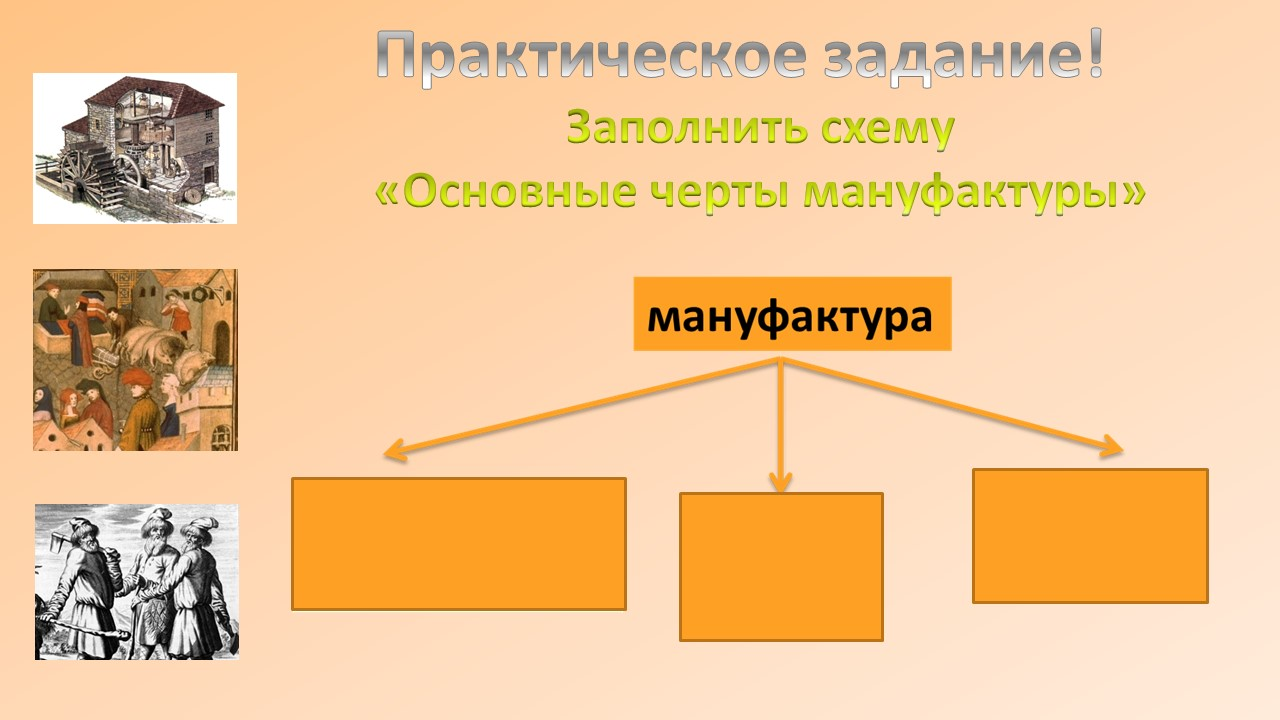 Практическое задание!
Заполнить схему
«Основные черты мануфактуры»
мануфактура